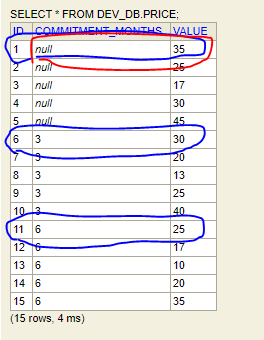 SELECT * FROM DEV_DB.PRICE;
ID COMMITMENT_MONTHS VALUE
1 null 35
2 null 25
3 null 17
4 null 30
5 null 45
6 3 30
7 3 20
8 3 13
9 3 25
10 3 40
11 6 25
12 6 17
13 6 10
14 6 20
15 6 35
(15 rows, 4 ms)